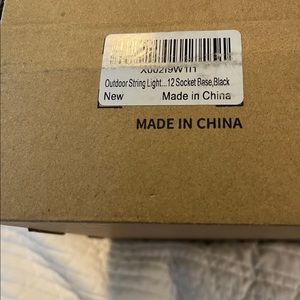 Outdoor String Light...12 Socket Base,Black
New Made in China
MADE IN CHINA